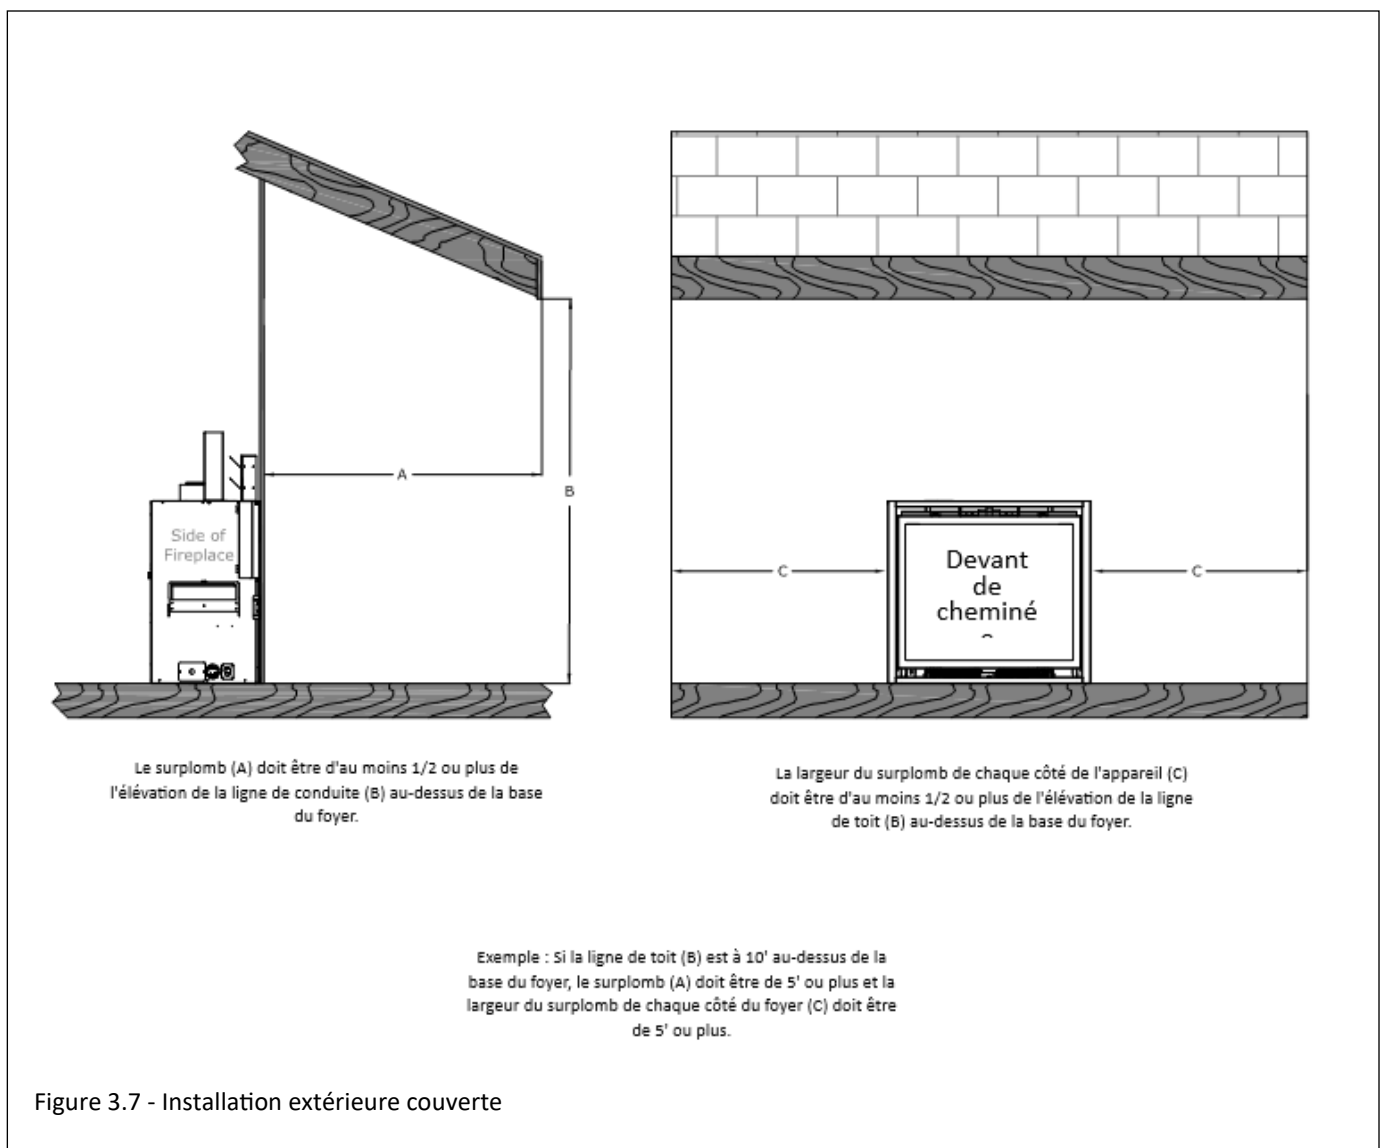 A
B
Side of
Fireplace
C
Devant
de
cheminé
C
Le surplomb (A) doit être d'au moins 1/2 ou plus de
l'élévation de la ligne de conduite (B) au-dessus de la base
du foyer.
La largeur du surplomb de chaque côté de l'appareil (C)
doit être d'au moins 1/2 ou plus de l'élévation de la ligne
de toit (B) au-dessus de la base du foyer.
Exemple : Si la ligne de toit (B) est à 10' au-dessus de la
base du foyer, le surplomb (A) doit être de 5' ou plus et la
largeur du surplomb de chaque côté du foyer (C) doit être
de 5' ou plus.
Figure 3.7 - Installation extérieure couverte